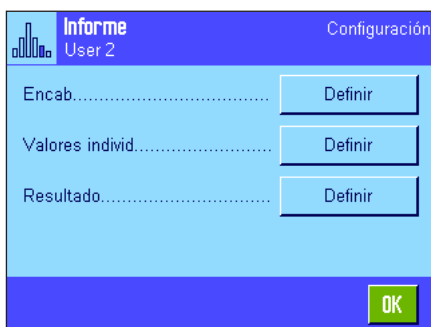 Informe Configuración
User 2
Encab.................................. Definir
Valores individ......................... Definir
Resultado............................... Definir
OK